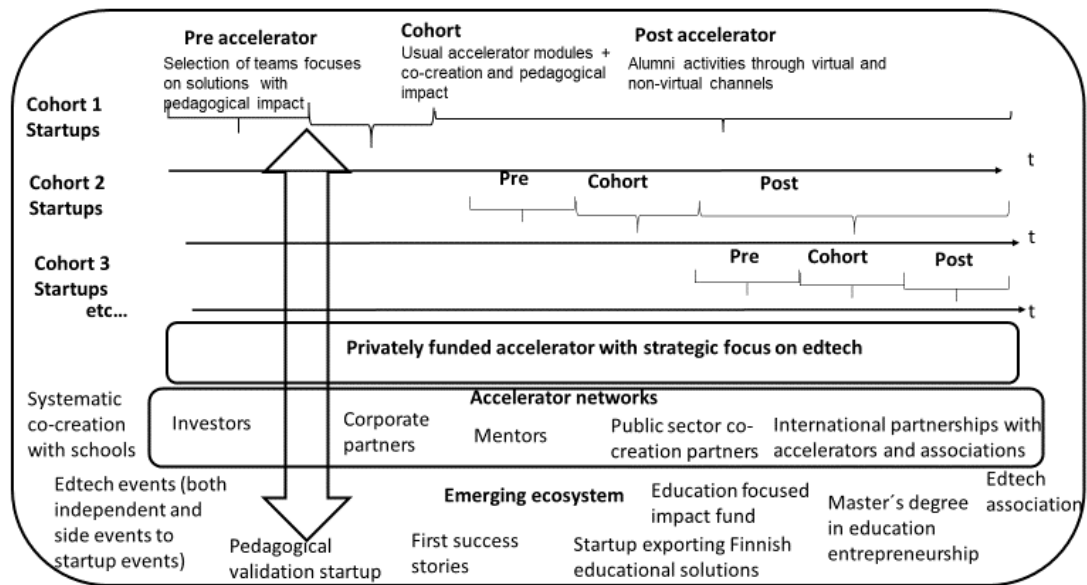 Pre accelerator
Selection of teams focuses
on solutions with
pedagogical impact
Cohort
Usual accelerator modules +
co-creation and pedagogical
impact
Post accelerator
Alumni activities through virtual and
non-virtual channels
Cohort 1
Startups
t
Cohort 2
Startups
Pre
Cohort
Post
t
Cohort 3
Startups
etc...
Pre
Cohort
Post
t
Privately funded accelerator with strategic focus on edtech
Accelerator networks
Systematic
co-creation
with schools
Investors
Corporate
partners
Mentors
Public sector co-
creation partners
International partnerships with
accelerators and associations
Emerging ecosystem
Edtech events (both
independent and
side events to
startup events)
Pedagogical
validation startup
First success
stories
Education focused
impact fund
Startup exporting Finnish
educational solutions
Master´s degree
in education
entrepreneurship
Edtech
association